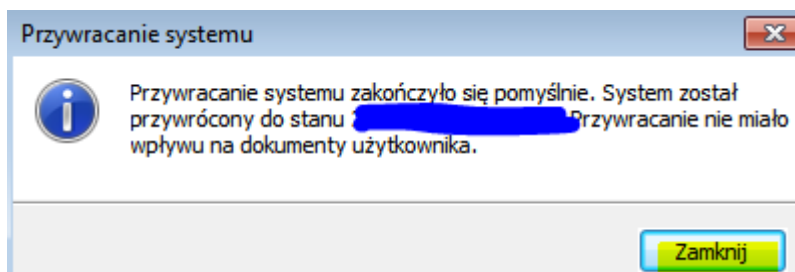 Przywracanie systemu
Przywracanie systemu zakończyło się pomyślnie. System został
przywrócony do stanu Przywracanie nie miało
wpływu na dokumenty użytkownika.
Zamknij